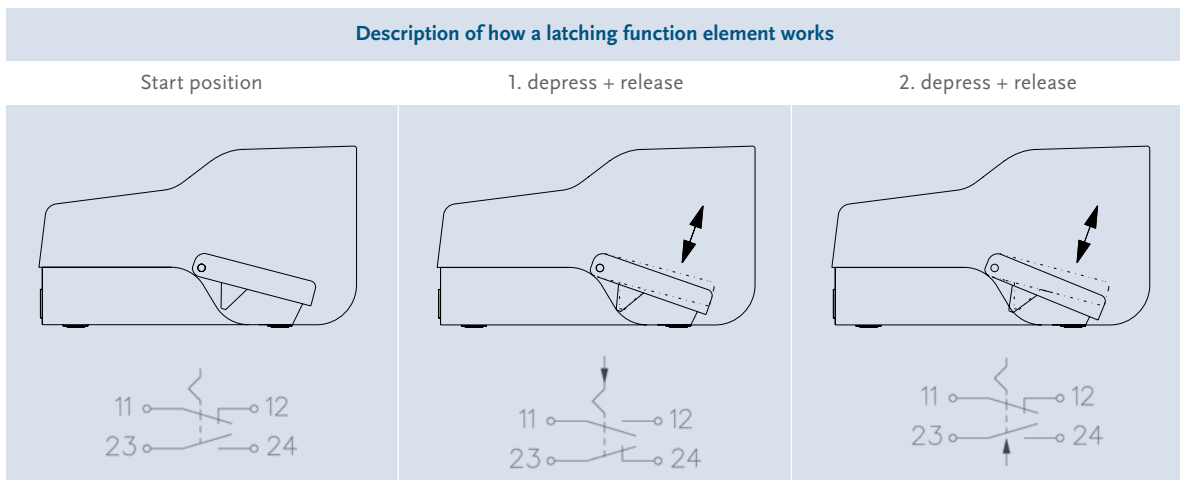 Description of how a latching function element works
Start position
1. depress + release
2. depress + release
11 12
23 24
11 12
23 24
11 12
23 24